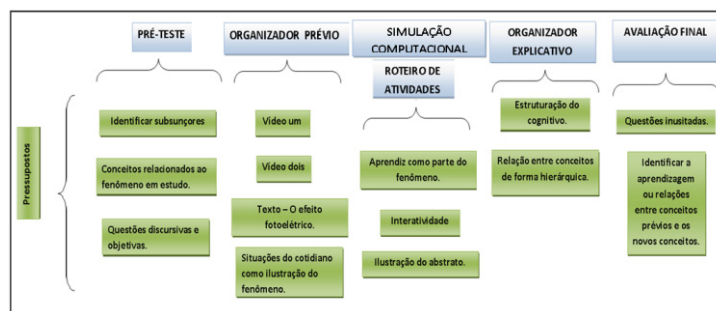 PRÉ-TESTE
Identificar subsunçores
Conceitos relacionados ao
fenômeno em estudo.
Questões discursivas e
objetivas.
ORGANIZADOR PRÉVIO
Vídeo um
Vídeo dois
Texto – O efeito
fotoelétrico.
Situações do cotidiano
como ilustração do
fenômeno.
SIMULAÇÃO
COMPUTACIONAL
ROTEIRO DE
ATIVIDADES
Aprendiz como parte do
fenômeno.
Interatividade
Ilustração do abstrato.
ORGANIZADOR
EXPLICATIVO
Estruturação do
cognitivo.
Relação entre conceitos
de forma hierárquica.
AVALIAÇÃO FINAL
Questões inusitadas.
Identificar a
aprendizagem
ou relações
entre conceitos
prévios e os
novos conceitos.
Pressupostos